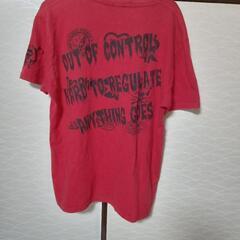 OUT OF CONTROL
HARD TO REGULATE
ANYTHING GOES